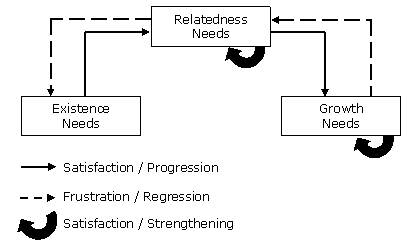 Relatedness
Needs
Existence
Needs
Growth
Needs
Satisfaction / Progression
Frustration / Regression
Satisfaction / Strengthening